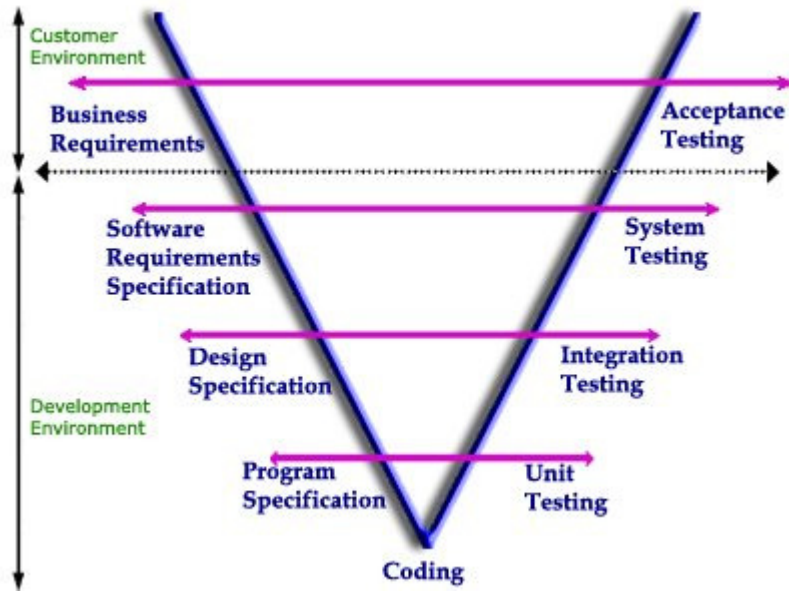 Customer
Environment
Business
Requirements
Acceptance
Testing
Software
Requirements
Specification
System
Testing
Design
Specification
Integration
Testing
Development
Environment
Program
Specification
Unit
Testing
Coding